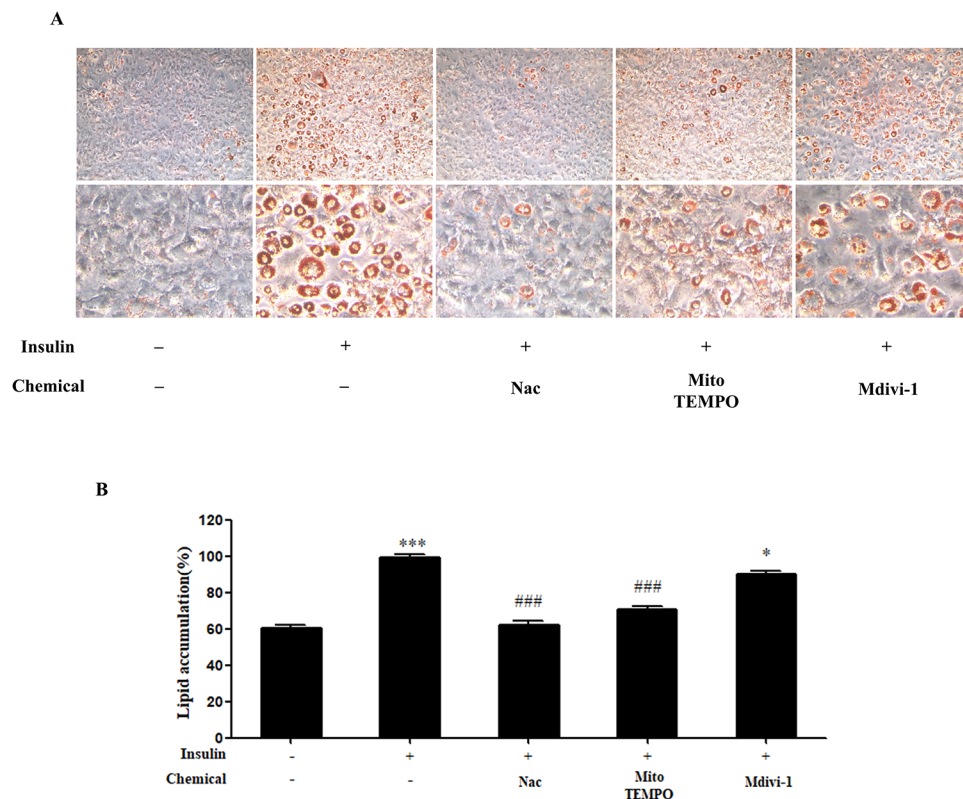 A
Insulin – + + + +
Chemical – – Nac Mito TEMPO Mdivi-1
B
Lipid accumulation(%)
120
100
80
60
40
20
0
*** ### ### *
Insulin - + + + +
Chemical - - Nac Mito TEMPO Mdivi-1